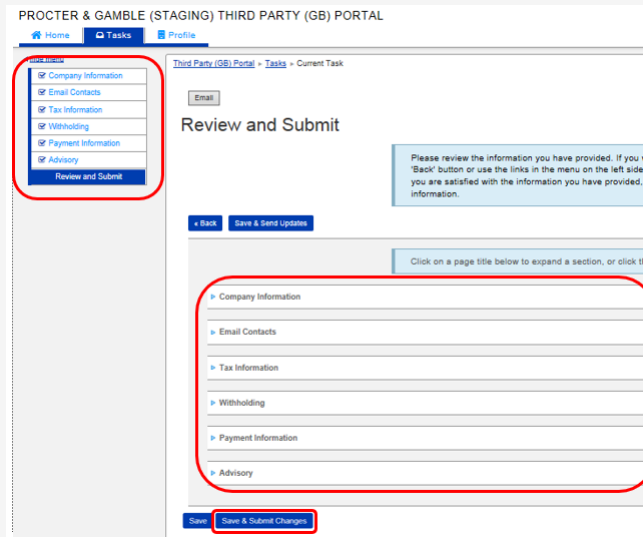 PROCTER & GAMBLE (STAGING) THIRD PARTY (GB) PORTAL
Home Tasks Profile
menu
Company Information
Email Contacts
Tax Information
Withholding
Payment Information
Advisory
Review and Submit
Third Party (GB) Portal » Tasks » Current Task
Email
Review and Submit
Please review the information you have provided. If you
'Back' button or use the links in the menu on the left side
you are satisfied with the information you have provided,
information.
« Back Save & Send Updates
Click on a page title below to expand a section, or click
Company Information
Email Contacts
Tax Information
Withholding
Payment Information
Advisory
Save Save & Submit Changes